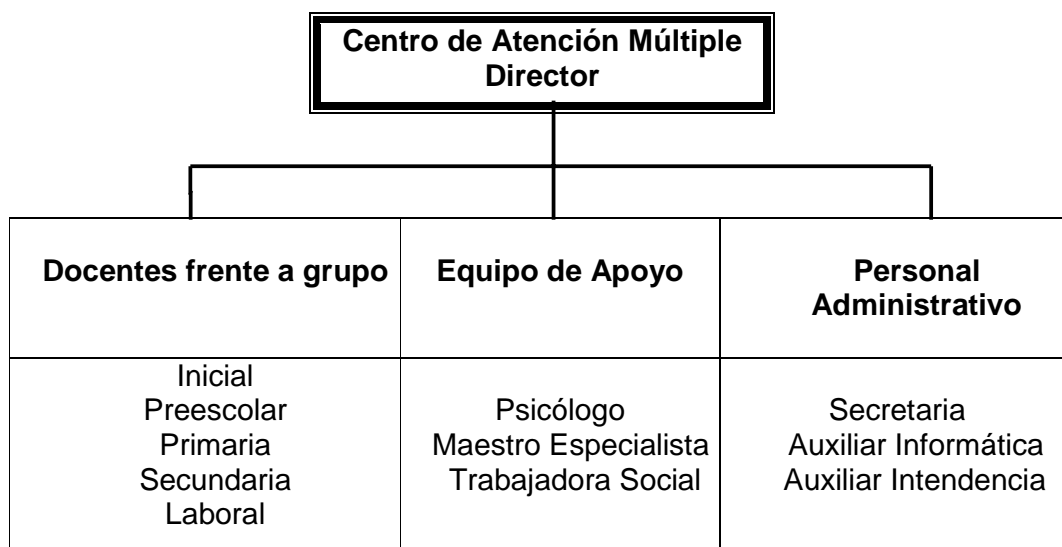 Centro de Atención Múltiple
Director
Docentes frente a grupo
Equipo de Apoyo
Personal
Administrativo
Inicial
Preescolar
Primaria
Secundaria
Laboral
Psicólogo
Maestro Especialista
Trabajadora Social
Secretaria
Auxiliar Informática
Auxiliar Intendencia